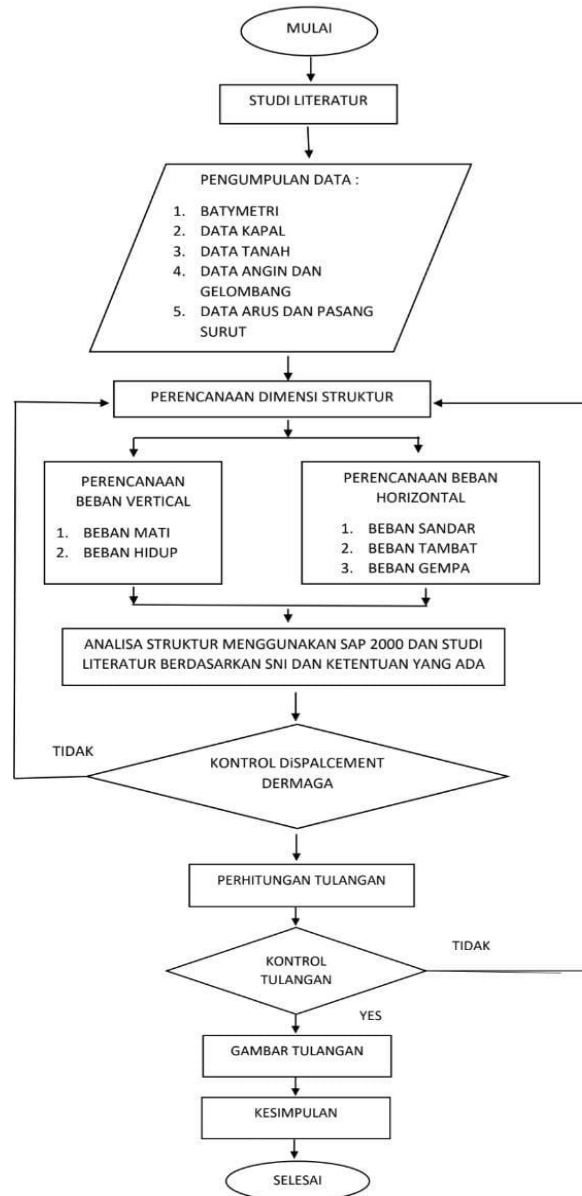 MULAI
STUDI LITERATUR
PENGUMPULAN DATA :
1. BATYMETRI
2. DATA KAPAL
3. DATA TANAH
4. DATA ANGIN DAN
GELOMBANG
5. DATA ARUS DAN PASANG
SURUT
PERENCANAAN DIMENSI STRUKTUR
PERENCANAAN
BEBAN VERTICAL
1. BEBAN MATI
2. BEBAN HIDUP
PERENCANAAN BEBAN
HORIZONTAL
1. BEBAN SANDAR
2. BEBAN TAMBAT
3. BEBAN GEMPA
ANALISA STRUKTUR MENGGUNAKAN SAP 2000 DAN STUDI
LITERATUR BERDASARKAN SNI DAN KETENTUAN YANG ADA
TIDAK
KONTROL DiSPALCEMENT
DERMAGA
PERHITUNGAN TULANGAN
KONTROL
TULANGAN
TIDAK
YES
GAMBAR TULANGAN
KESIMPULAN
SELESAI